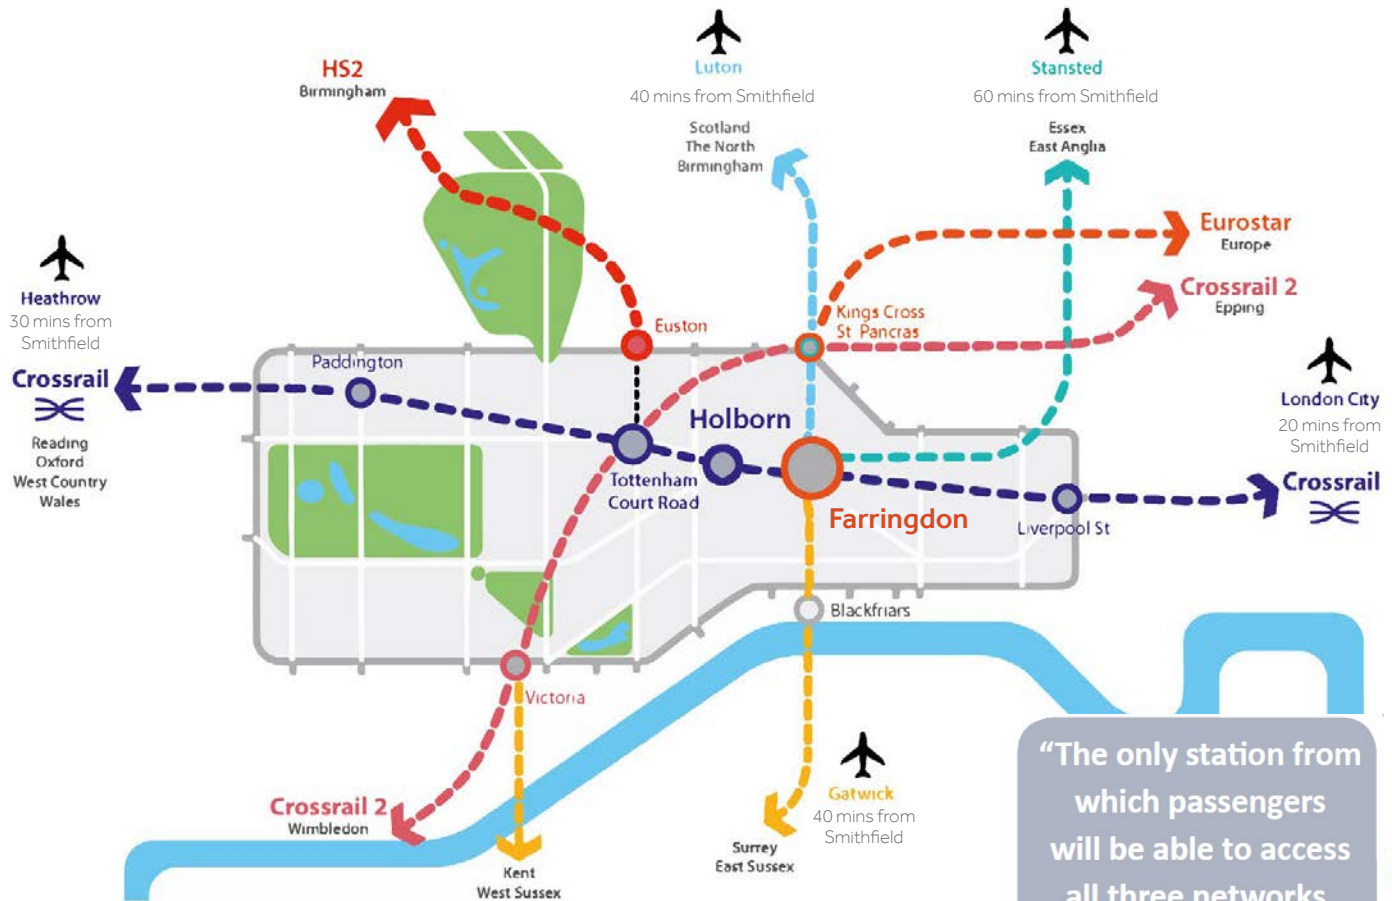 HS2
Birmingham
Luton
40 mins from Smithfield
Scotland
The North
Birmingham
Stansted
60 mins from Smithfield
Essex
East Anglia
Eurostar
Europe
Crossrail 2
Epping
Heathrow
30 mins from
Smithfield
Crossrail
Reading
Oxford
West Country
Wales
Paddington
Euston
Kings Cross
St Pancras
Holborn
Tottenham
Court Road
Farringdon
Liverpool St
London City
20 mins from
Smithfield
Crossrail
Blackfriars
Victoria
Crossrail 2
Wimbledon
Kent
West Sussex
Gatwick
40 mins from
Smithfield
Surrey
East Sussex
“The only station from
which passengers
will be able to access
all three networks